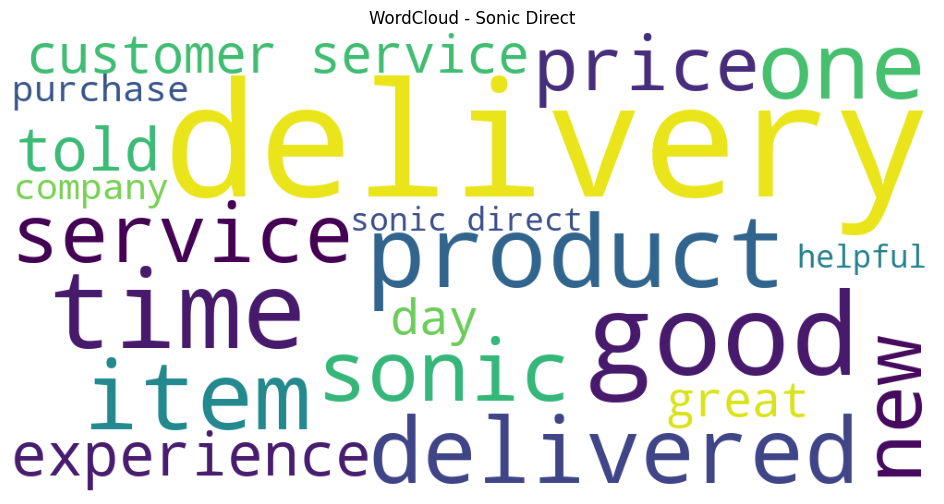 WordCloud - Sonic Direct
customer service
price
one
purchase
delivery
told
company
service
sonic direct
product
helpful
time
day
good
new
item
sonic
great
experience
delivered